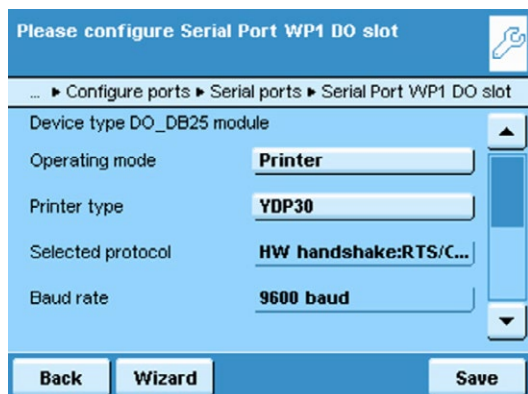 Please configure Serial Port WP1 DO slot
... ▶ Configure ports ▶ Serial ports ▶ Serial Port WP1 DO slot
Device type DO_DB25 module
Operating mode Printer
Printer type YDP30
Selected protocol HW handshake:RTS/C...
Baud rate 9600 baud
Back Wizard Save